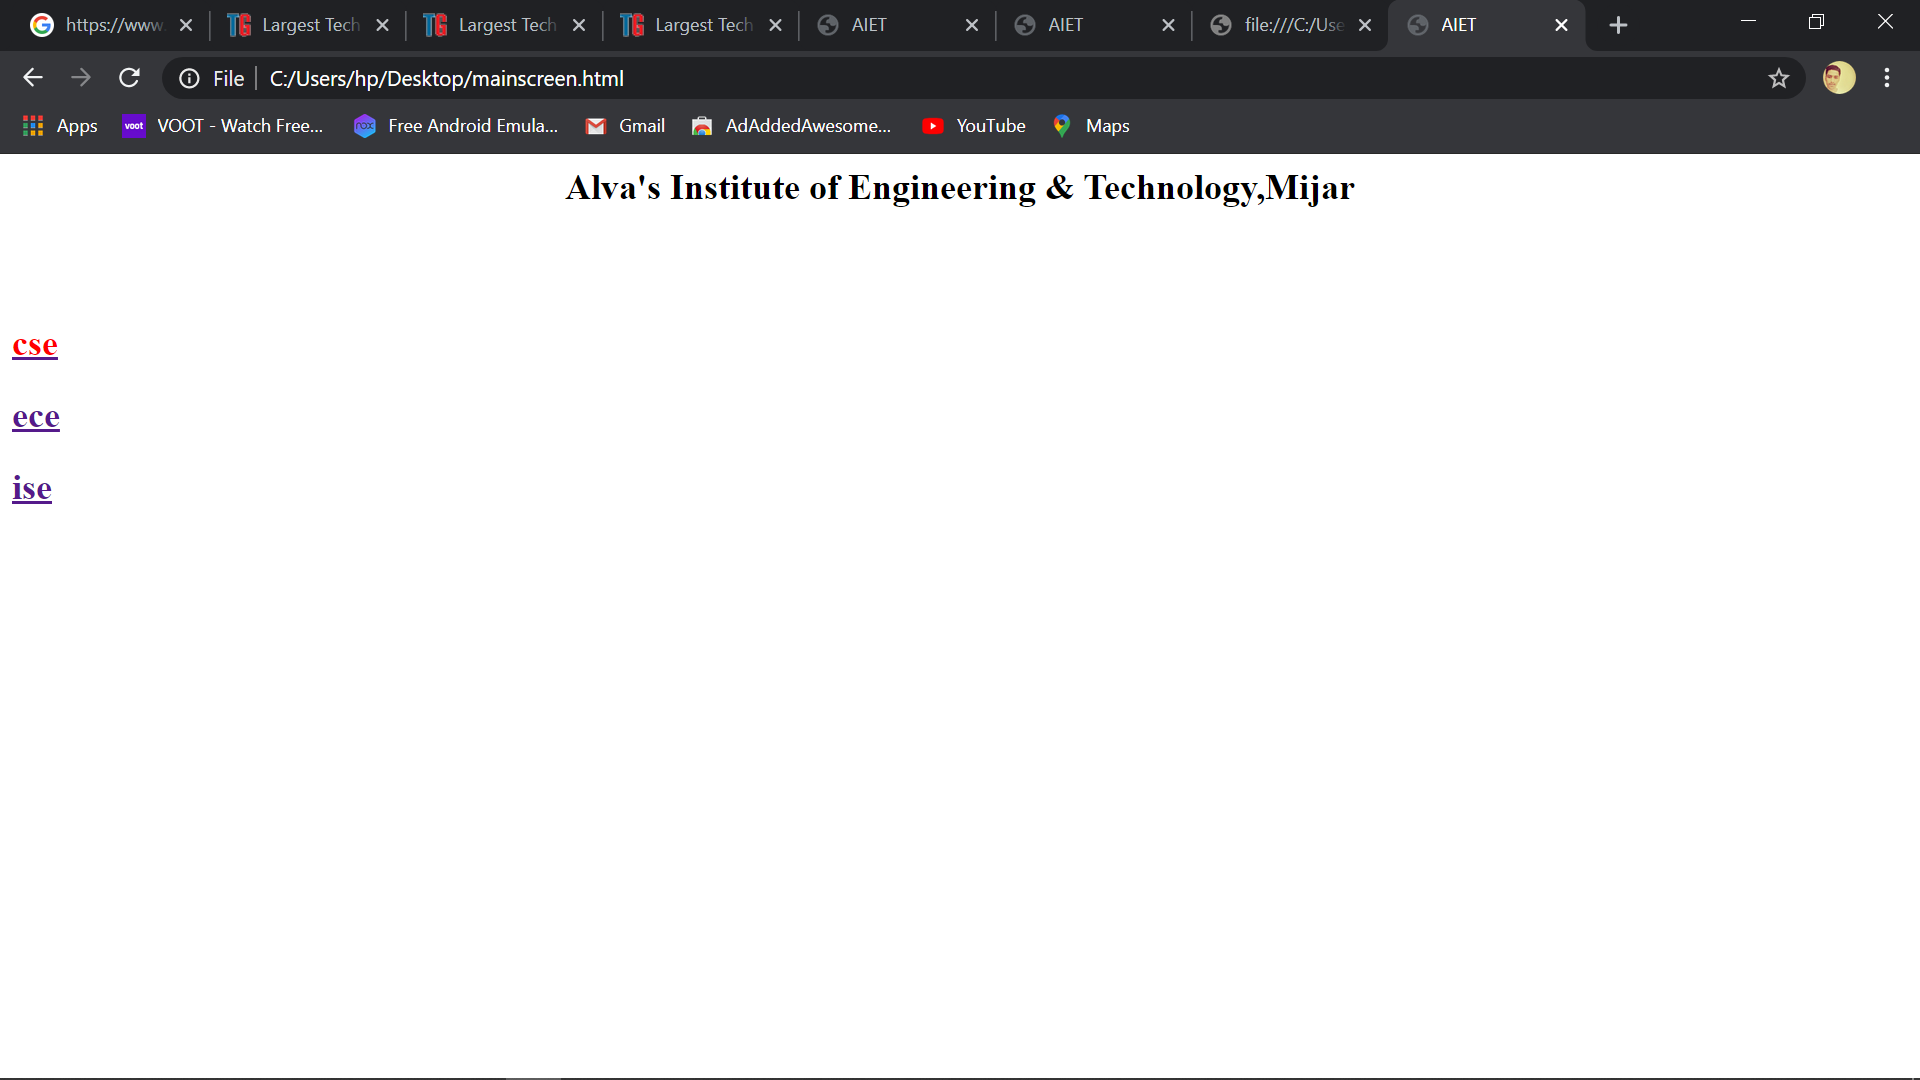 https://www. Largest Tech Largest Tech Largest Tech AIET AIET file:///C:/Use AIET
File C:/Users/hp/Desktop/mainscreen.html
Apps voot VOOT - Watch Free... nox Free Android Emula... Gmail AdAddedAwesome... YouTube Maps
Alva's Institute of Engineering & Technology,Mijar
cse
ece
ise